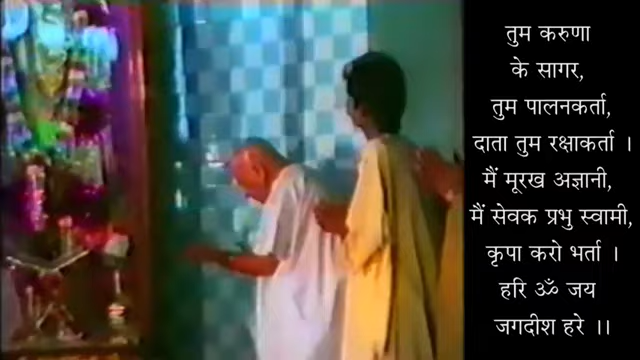 तुम करुणा
के सागर,
तुम पालनकर्ता,
दाता तुम रक्षाकर्ता ।
मैं मूरख अज्ञानी,
मैं सेवक प्रभु स्वामी,
कृपा करो भर्ता ।
हरि ॐ जय
जगदीश हरे ।।